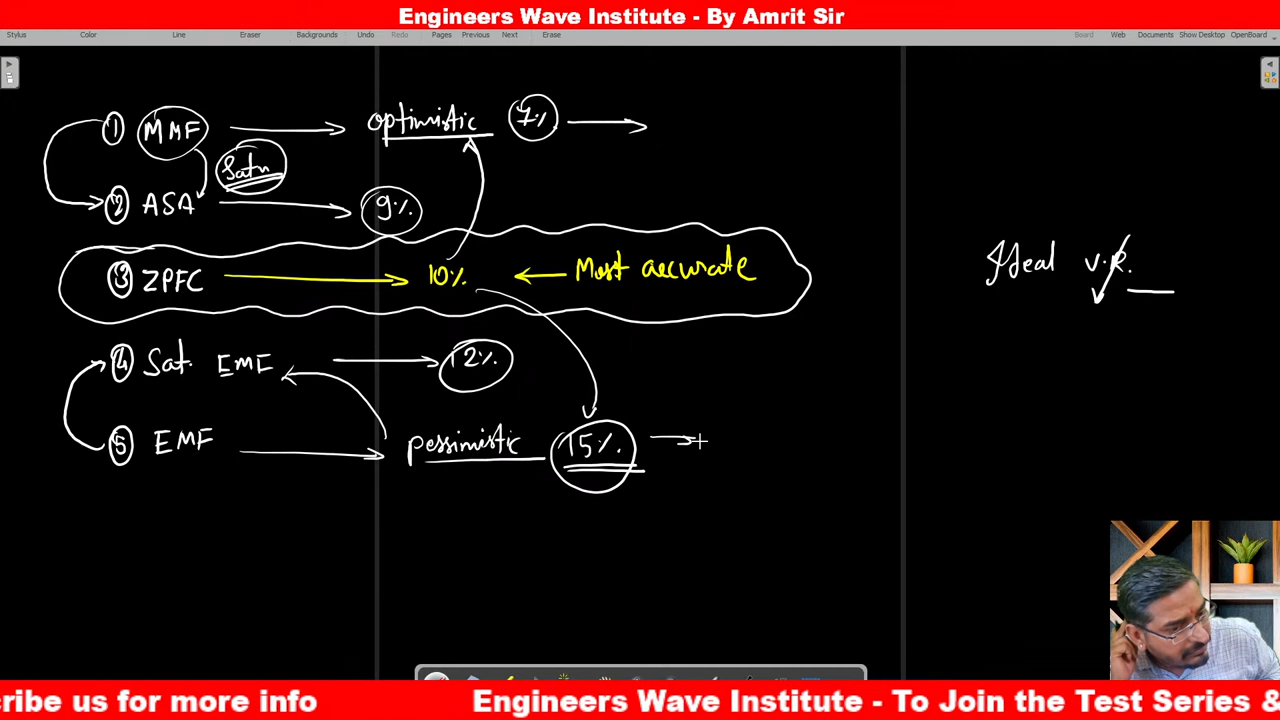 Engineers Wave Institute - By Amrit Sir
Stylus Color Line Eraser Backgrounds Undo Redo Pages Previous Next Erase Board Web Documents Show Desktop OpenBoard
① MMF → optimistic 7% →
Satn
② ASA → 9%
③ ZPFC → 10% ← Most accurate
Ideal V.R.
④ Sat. EMF → 12%
⑤ EMF → pessimistic 15% →
cribe us for more info Engineers Wave Institute - To Join the Test Series &